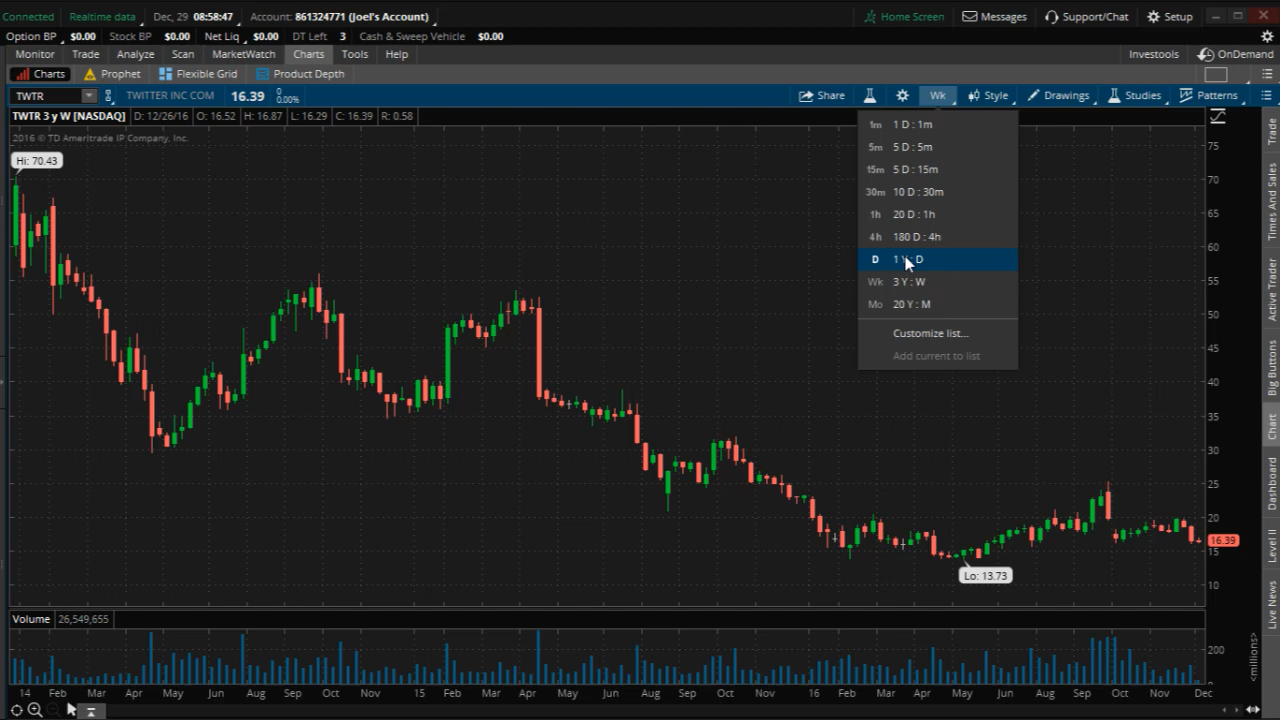 Connected Realtime data Dec, 29 08:58:47 Account: 861324771 (Joel's Account) Home Screen Messages Support/Chat Setup
Option BP $0.00 Stock BP $0.00 Net Liq $0.00 DT Left 3 Cash & Sweep Vehicle $0.00
Monitor Trade Analyze Scan MarketWatch Charts Tools Help Investools OnDemand
Charts Prophet Flexible Grid Product Depth
TWTR TWITTER INC COM 16.39 0 0.00% Share Wk Style Drawings Studies Patterns
TWTR 3 y W [NASDAQ] D: 12/26/16 O: 16.52 H: 16.87 L: 16.29 C: 16.39 R: 0.58
2016 © TD Ameritrade IP Company, Inc.
Hi: 70.43
1m 1 D : 1m
5m 5 D : 5m
15m 5 D : 15m
30m 10 D : 30m
1h 20 D : 1h
4h 180 D : 4h
D 1 Y : D
Wk 3 Y : W
Mo 20 Y : M
Customize list...
Add current to list
75
70
65
60
55
50
45
40
35
30
25
20
16.39
15
10
Lo: 13.73
Volume 26,549,655
200
0
<millions>
14 Feb Mar Apr May Jun Aug Sep Oct Nov 15 Feb Mar Apr May Jun Aug Sep Oct Nov 16 Feb Mar Apr May Jun Aug Sep Oct Nov Dec
Trade
Times And Sales
Active Trader
Big Buttons
Chart
Dashboard
Level II
Live News